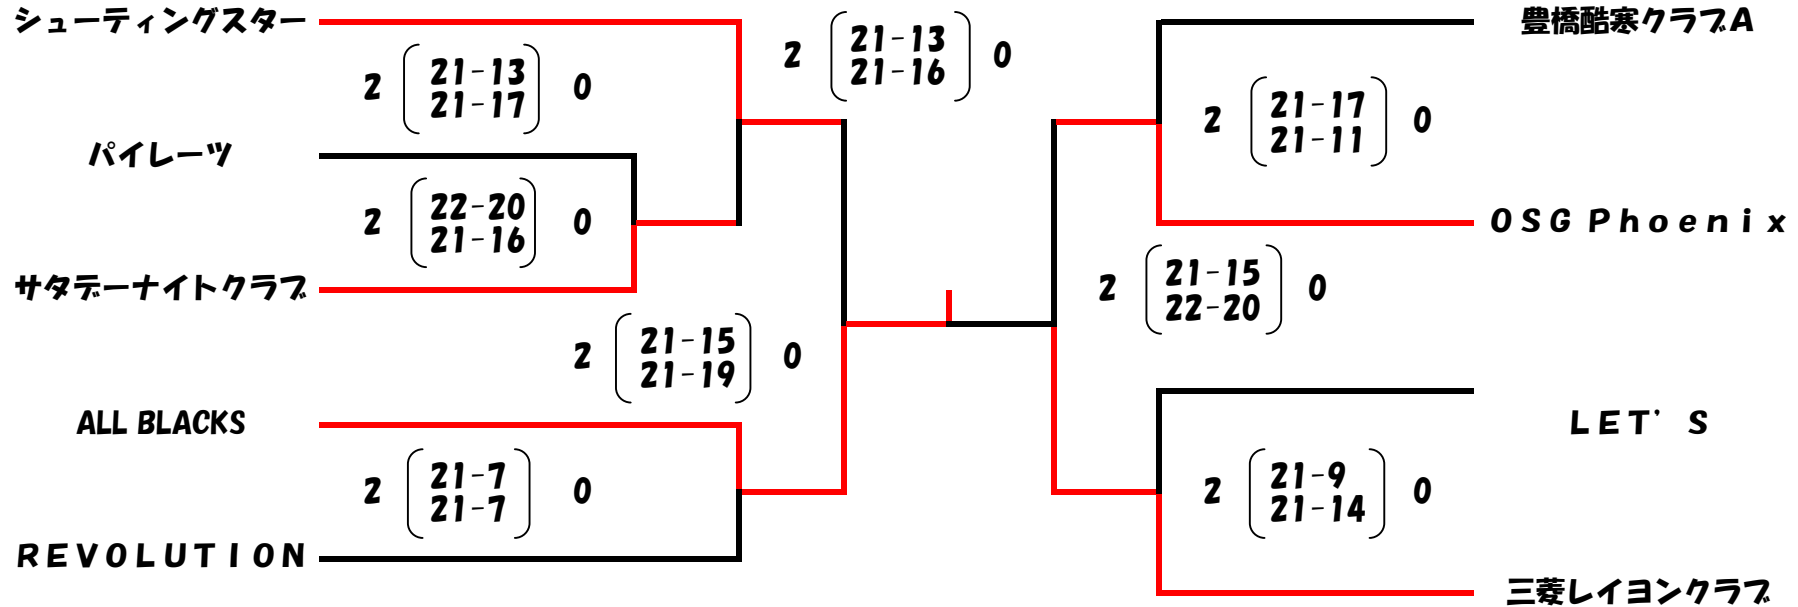 シューティングスター
2 21-13 0
21-16
豊橋酷寒クラブA
2 21-13 0
21-17
2 21-17 0
21-11
パイレーツ
2 22-20 0
21-16
OSG Phoenix
サタデーナイトクラブ
2 21-15 0
22-20
2 21-15 0
21-19
ALL BLACKS
LET'S
2 21-7 0
21-7
2 21-9 0
21-14
REVOLUTION
三菱レイヨンクラブ